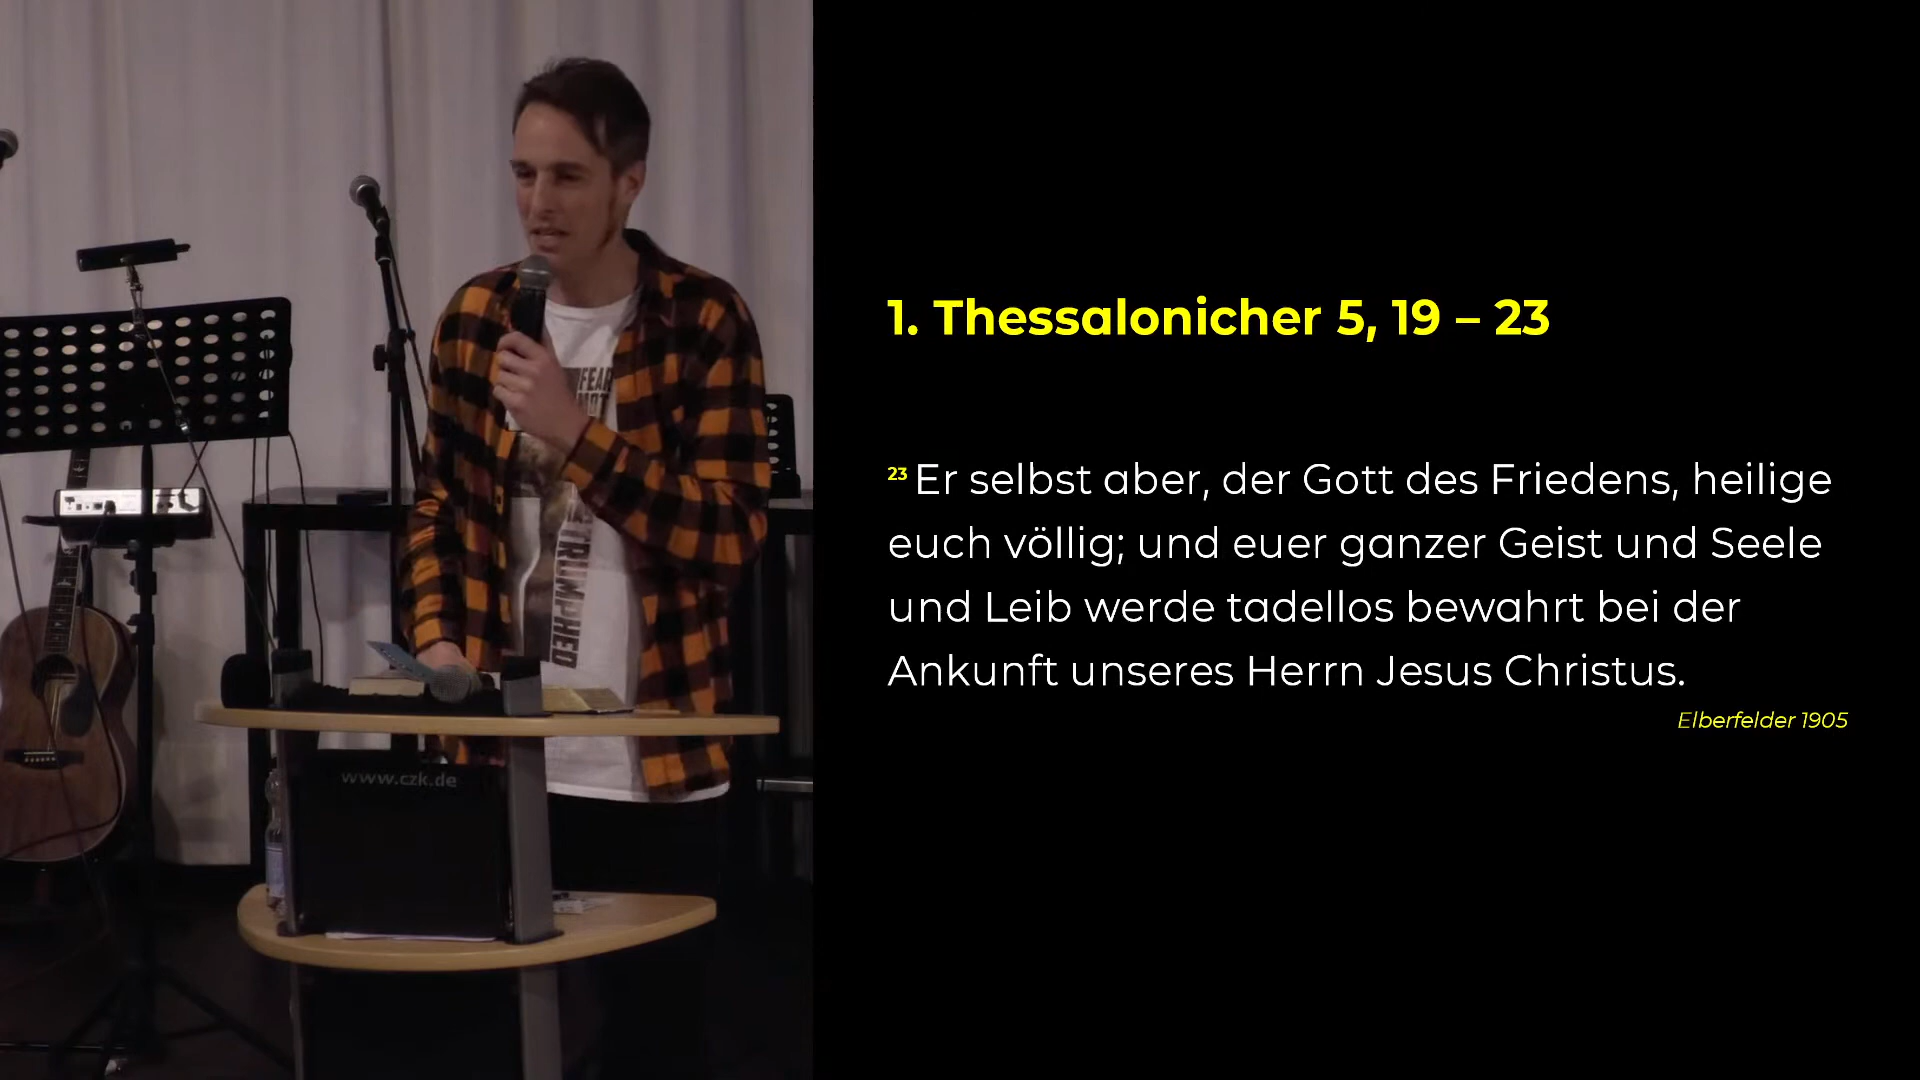 FEAR
NOT
TRIUMPHED
www.czk.de
1. Thessalonicher 5, 19 – 23
23 Er selbst aber, der Gott des Friedens, heilige
euch völlig; und euer ganzer Geist und Seele
und Leib werde tadellos bewahrt bei der
Ankunft unseres Herrn Jesus Christus.
Elberfelder 1905